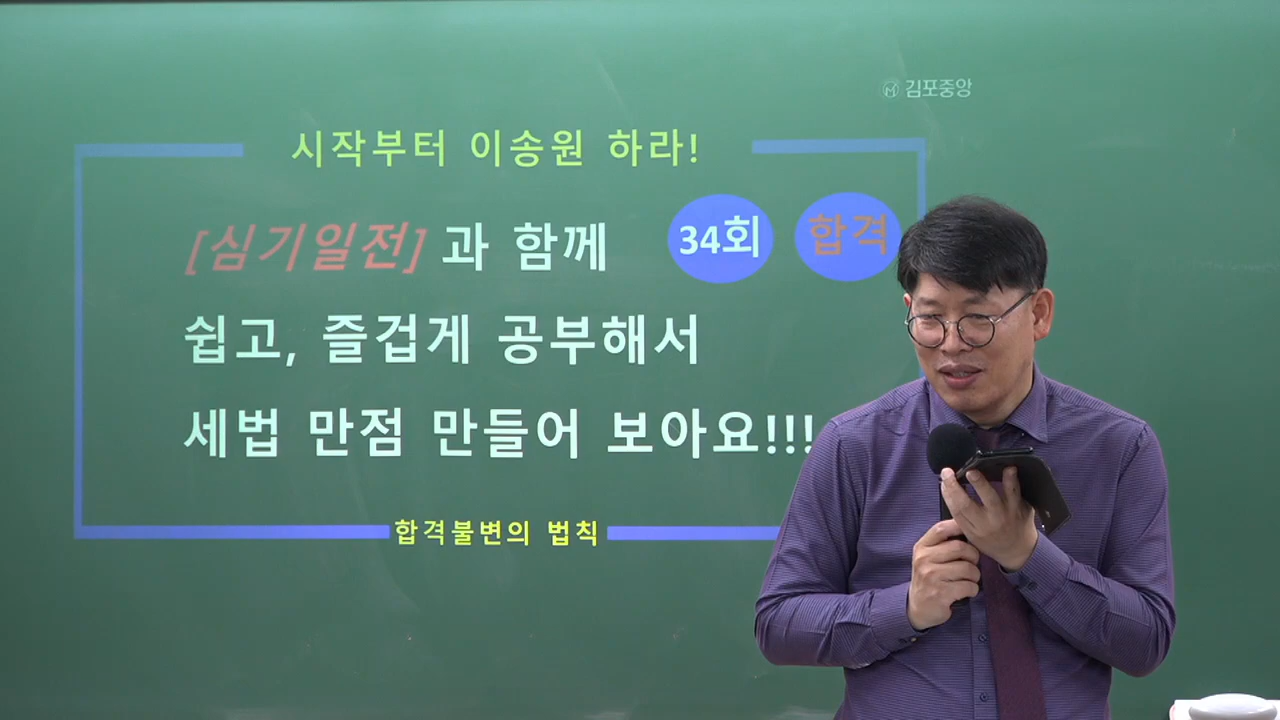 김포중앙
시작부터 이송원 하라!
[심기일전] 과 함께 34회 합격
쉽고, 즐겁게 공부해서
세법 만점 만들어 보아요!!!
합격불변의 법칙